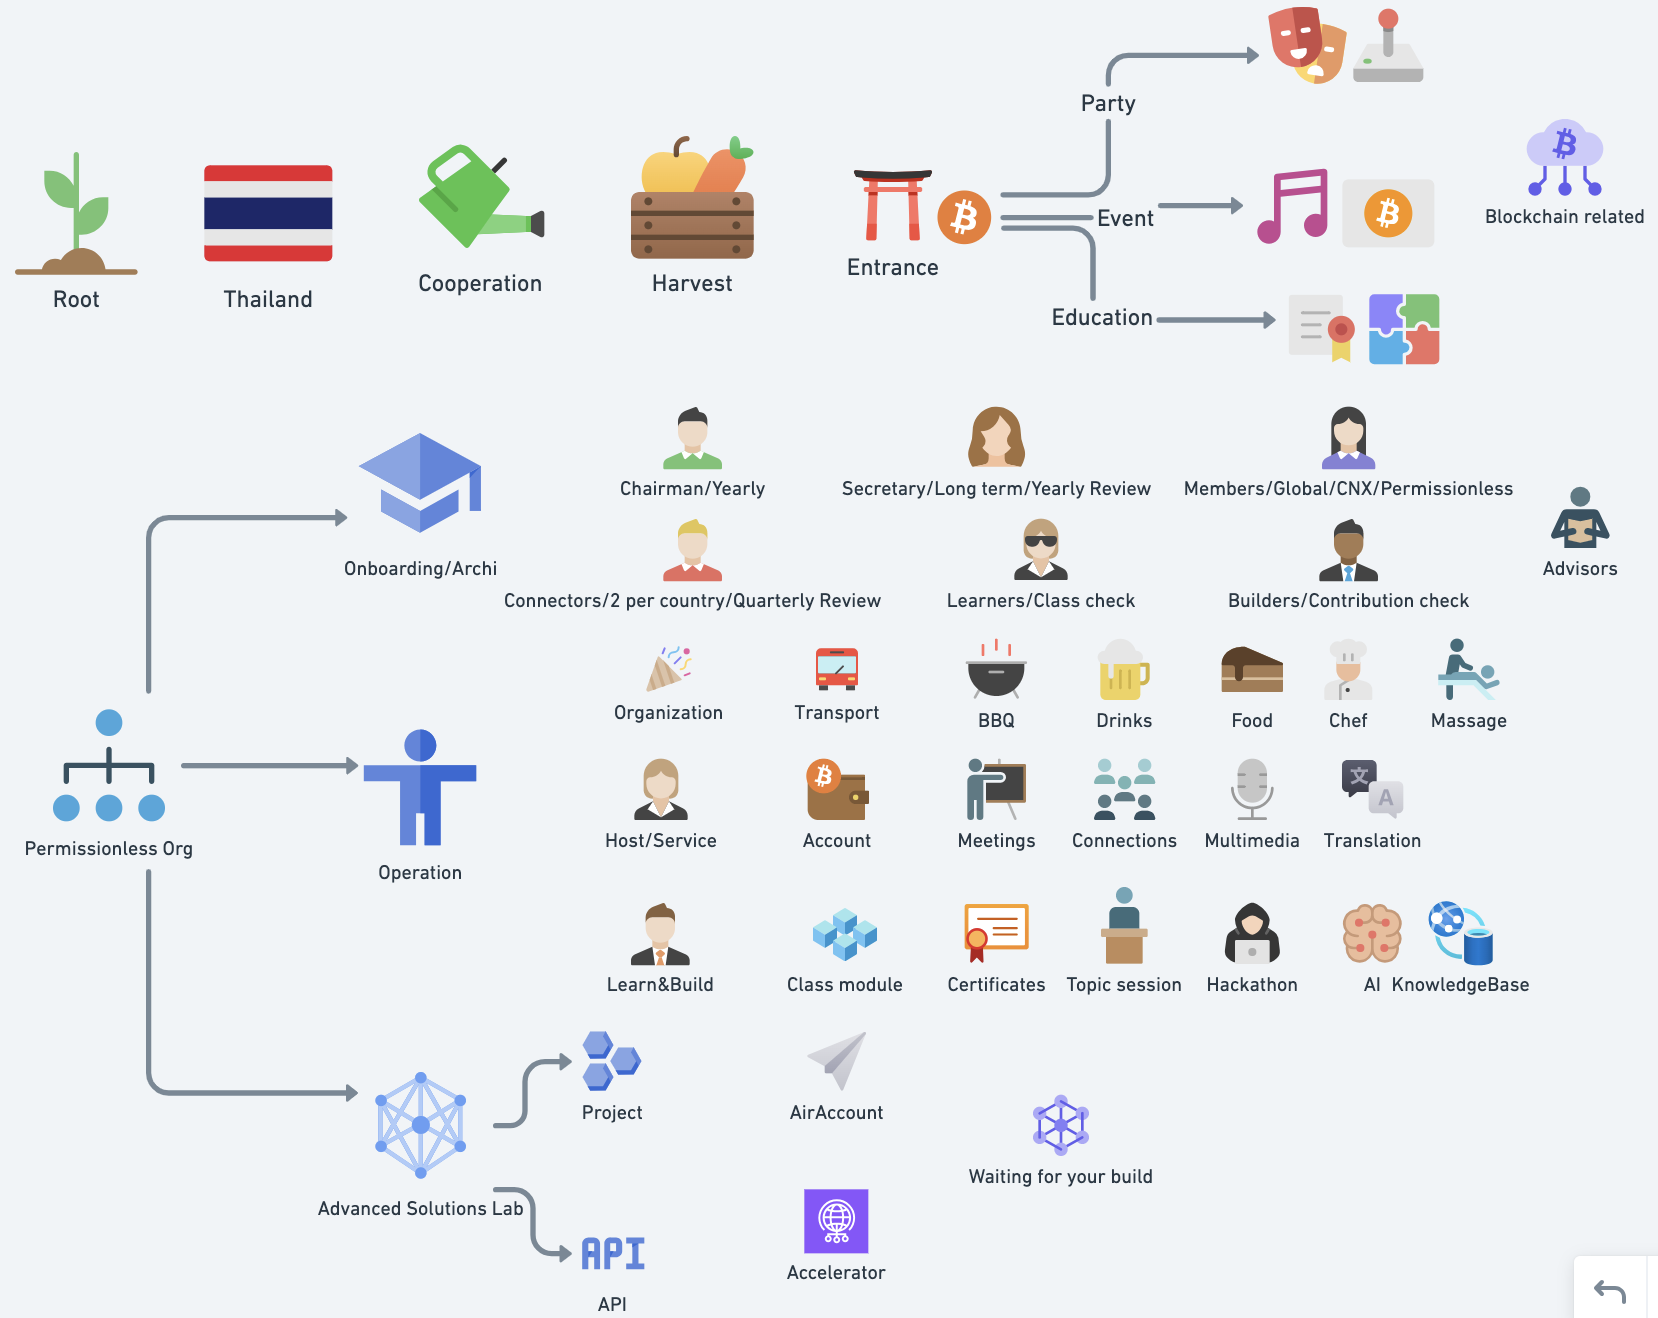 Party
Blockchain related
Event
Entrance
Root
Thailand
Cooperation
Harvest
Education
Chairman/Yearly
Secretary/Long term/Yearly Review
Members/Global/CNX/Permissionless
Onboarding/Archi
Advisors
Connectors/2 per country/Quarterly Review
Learners/Class check
Builders/Contribution check
Organization
Transport
BBQ
Drinks
Food
Chef
Massage
Permissionless Org
Operation
Host/Service
Account
Meetings
Connections
Multimedia
Translation
文
A
Learn&Build
Class module
Certificates
Topic session
Hackathon
AI
KnowledgeBase
Project
AirAccount
Waiting for your build
Advanced Solutions Lab
API
API
Accelerator